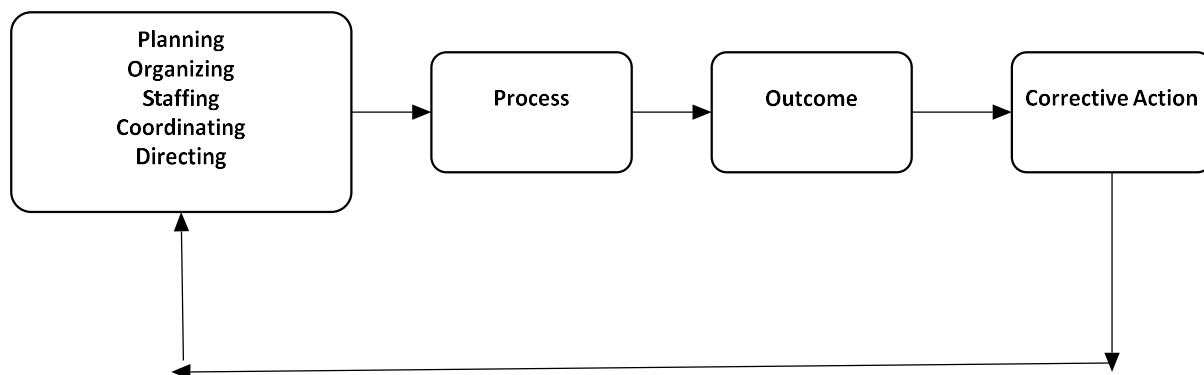 Planning
Organizing
Staffing
Coordinating
Directing
Process
Outcome
Corrective Action